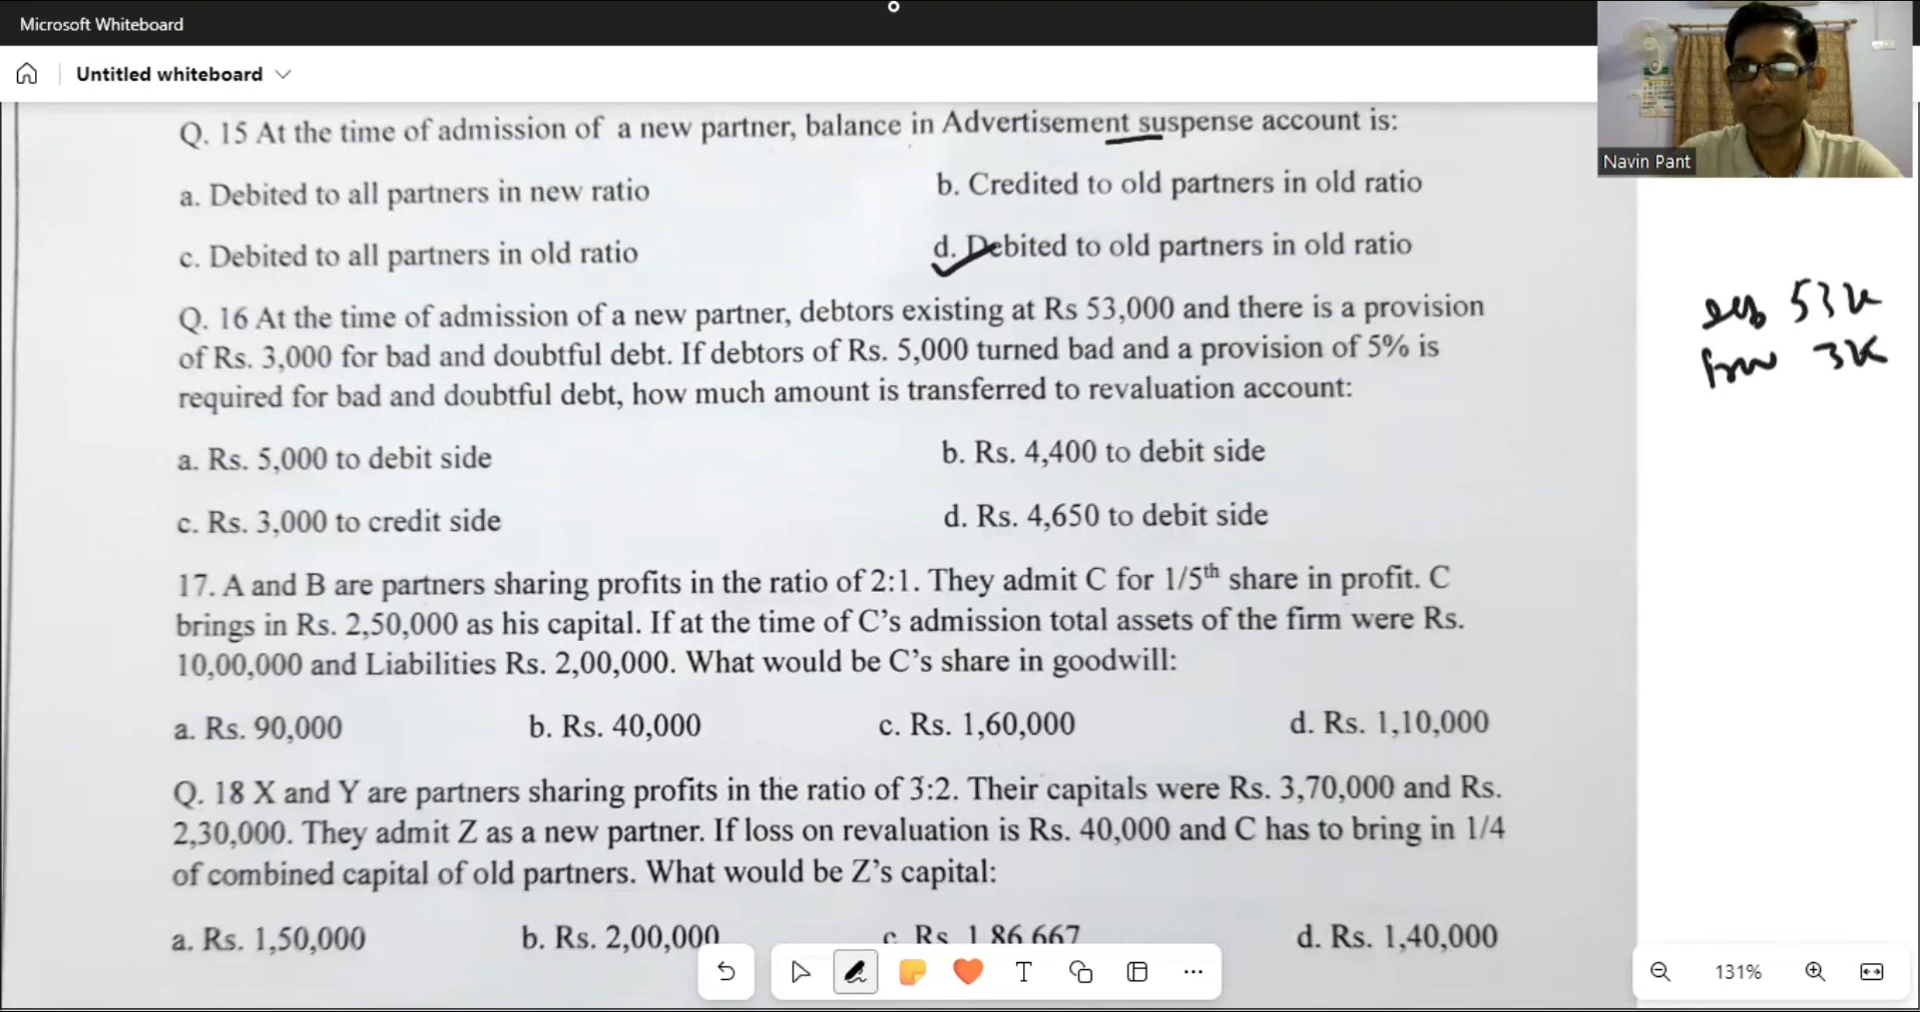 Microsoft Whiteboard
Untitled whiteboard
Navin Pant
Q. 15 At the time of admission of a new partner, balance in Advertisement suspense account is:
a. Debited to all partners in new ratio
b. Credited to old partners in old ratio
c. Debited to all partners in old ratio
d. Debited to old partners in old ratio
Q. 16 At the time of admission of a new partner, debtors existing at Rs 53,000 and there is a provision
of Rs. 3,000 for bad and doubtful debt. If debtors of Rs. 5,000 turned bad and a provision of 5% is
required for bad and doubtful debt, how much amount is transferred to revaluation account:
53K
3K
a. Rs. 5,000 to debit side
b. Rs. 4,400 to debit side
c. Rs. 3,000 to credit side
d. Rs. 4,650 to debit side
17. A and B are partners sharing profits in the ratio of 2:1. They admit C for 1/5th share in profit. C
brings in Rs. 2,50,000 as his capital. If at the time of C's admission total assets of the firm were Rs.
10,00,000 and Liabilities Rs. 2,00,000. What would be C's share in goodwill:
a. Rs. 90,000
b. Rs. 40,000
c. Rs. 1,60,000
d. Rs. 1,10,000
Q. 18 X and Y are partners sharing profits in the ratio of 3:2. Their capitals were Rs. 3,70,000 and Rs.
2,30,000. They admit Z as a new partner. If loss on revaluation is Rs. 40,000 and C has to bring in 1/4
of combined capital of old partners. What would be Z's capital:
a. Rs. 1,50,000
b. Rs. 2,00,000
c. Rs. 1,86,667
d. Rs. 1,40,000
131%